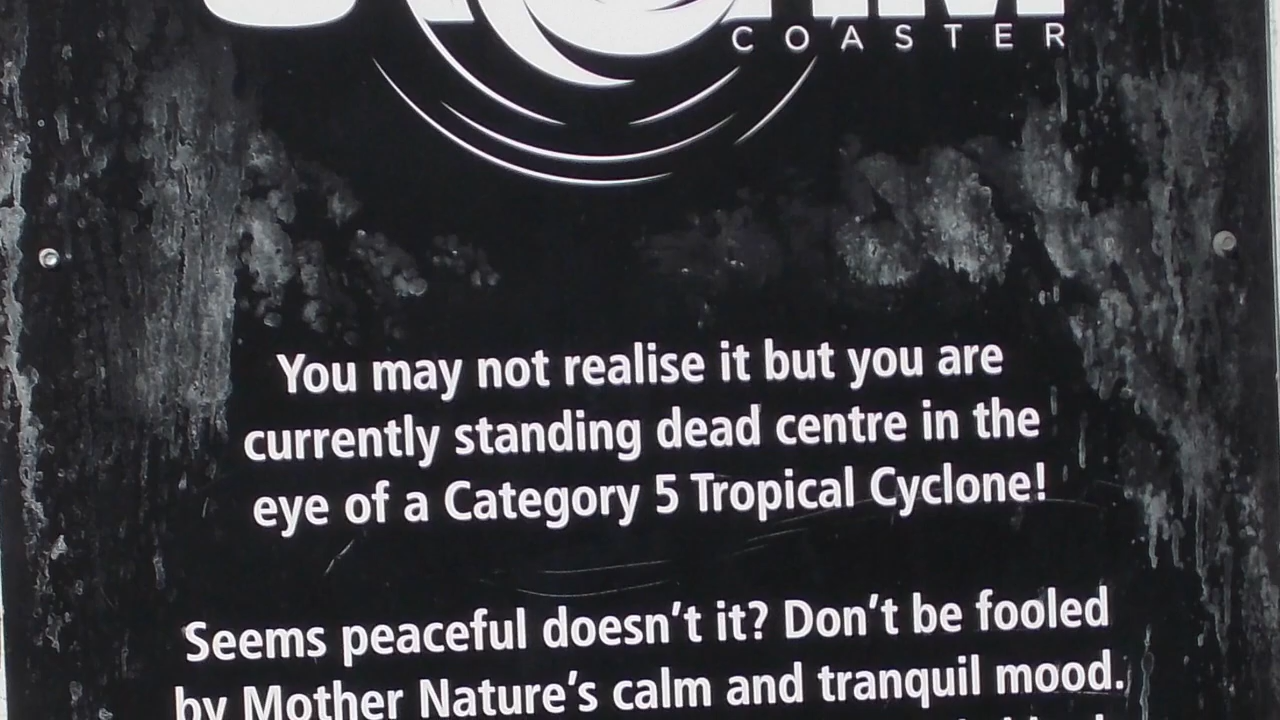 COASTER
You may not realise it but you are
currently standing dead centre in the
eye of a Category 5 Tropical Cyclone!
Seems peaceful doesn't it? Don't be fooled
by Mother Nature's calm and tranquil mood.